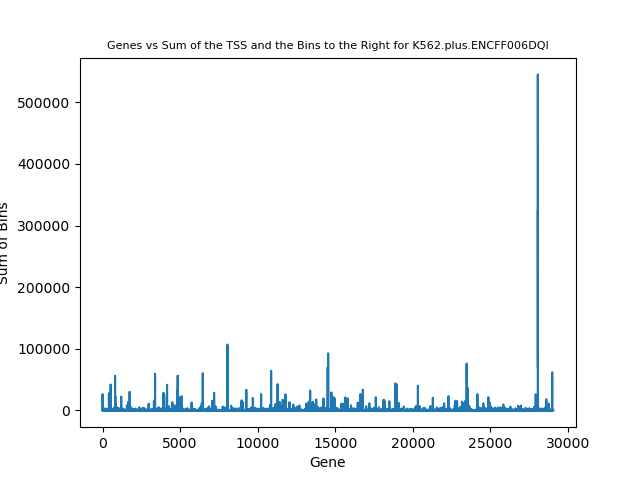 Genes vs Sum of the TSS and the Bins to the Right for K562.plus.ENCFF006DQI
500000
400000
300000
200000
100000
0
Sum of Bins
0 5000 10000 15000 20000 25000 30000
Gene